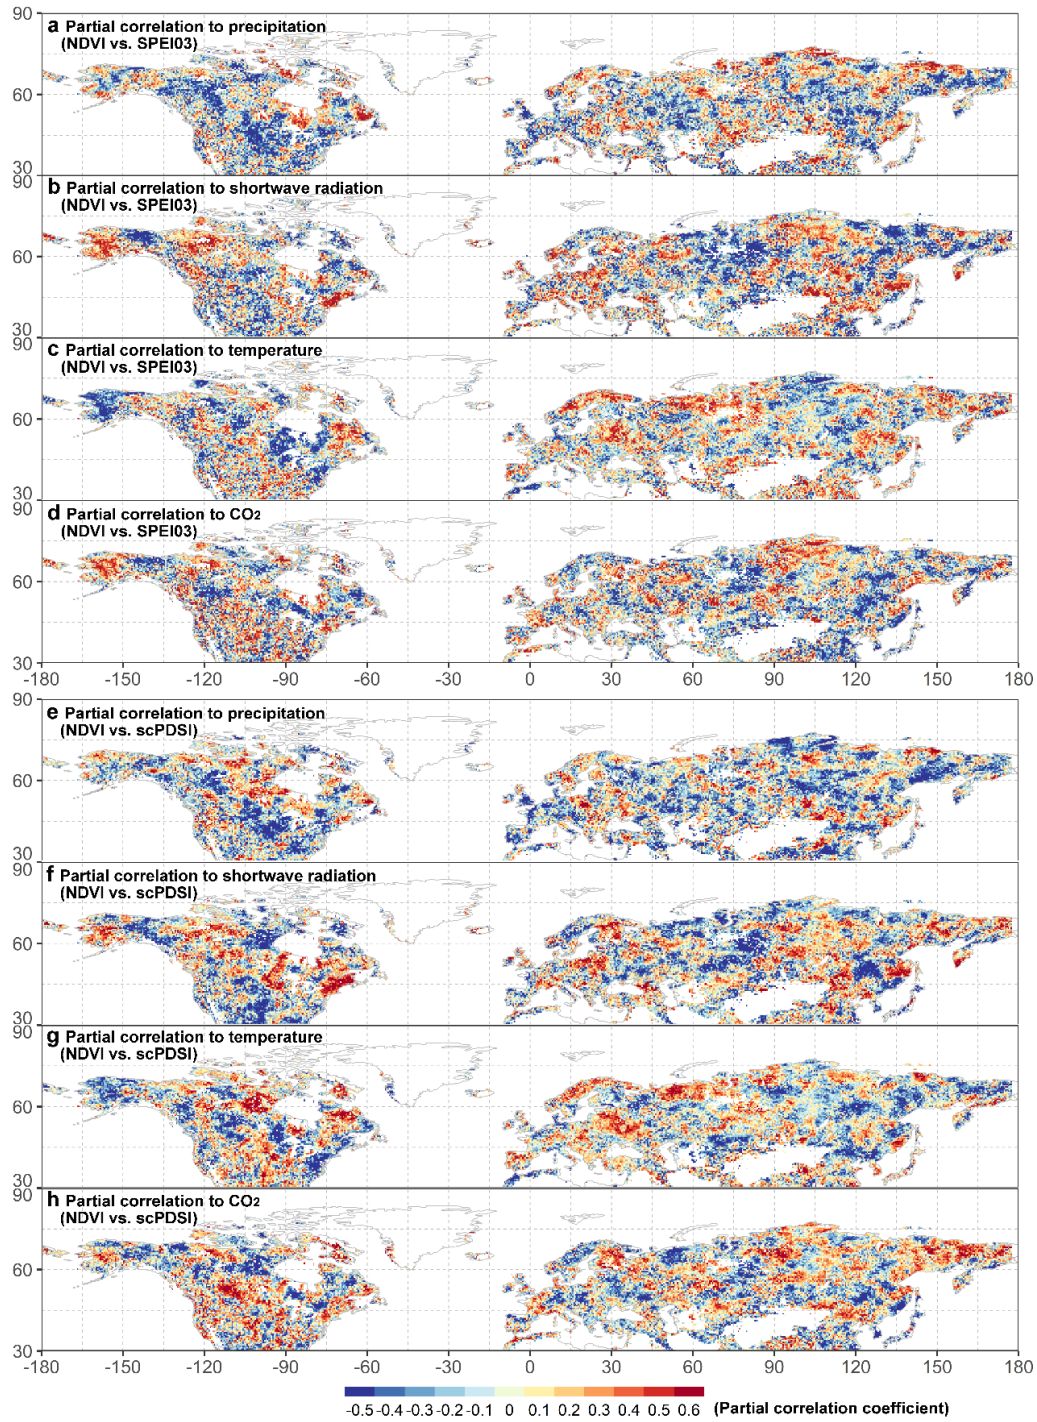 90
a Partial correlation to precipitation
(NDVI vs. SPEI03)
60
30
90
b Partial correlation to shortwave radiation
(NDVI vs. SPEI03)
60
30
90
c Partial correlation to temperature
(NDVI vs. SPEI03)
60
30
90
d Partial correlation to CO2
(NDVI vs. SPEI03)
60
30
-180 -150 -120 -90 -60 -30 0 30 60 90 120 150 180
90
e Partial correlation to precipitation
(NDVI vs. scPDSI)
60
30
90
f Partial correlation to shortwave radiation
(NDVI vs. scPDSI)
60
30
90
g Partial correlation to temperature
(NDVI vs. scPDSI)
60
30
90
h Partial correlation to CO2
(NDVI vs. scPDSI)
60
30
-180 -150 -120 -90 -60 -30 0 30 60 90 120 150 180
-0.5 -0.4 -0.3 -0.2 -0.1 0 0.1 0.2 0.3 0.4 0.5 0.6 (Partial correlation coefficient)